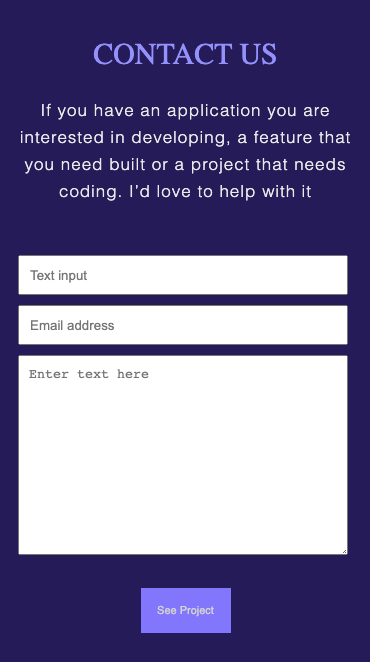 CONTACT US
If you have an application you are
interested in developing, a feature that
you need built or a project that needs
coding. I'd love to help with it
Text input
Email address
Enter text here
See Project